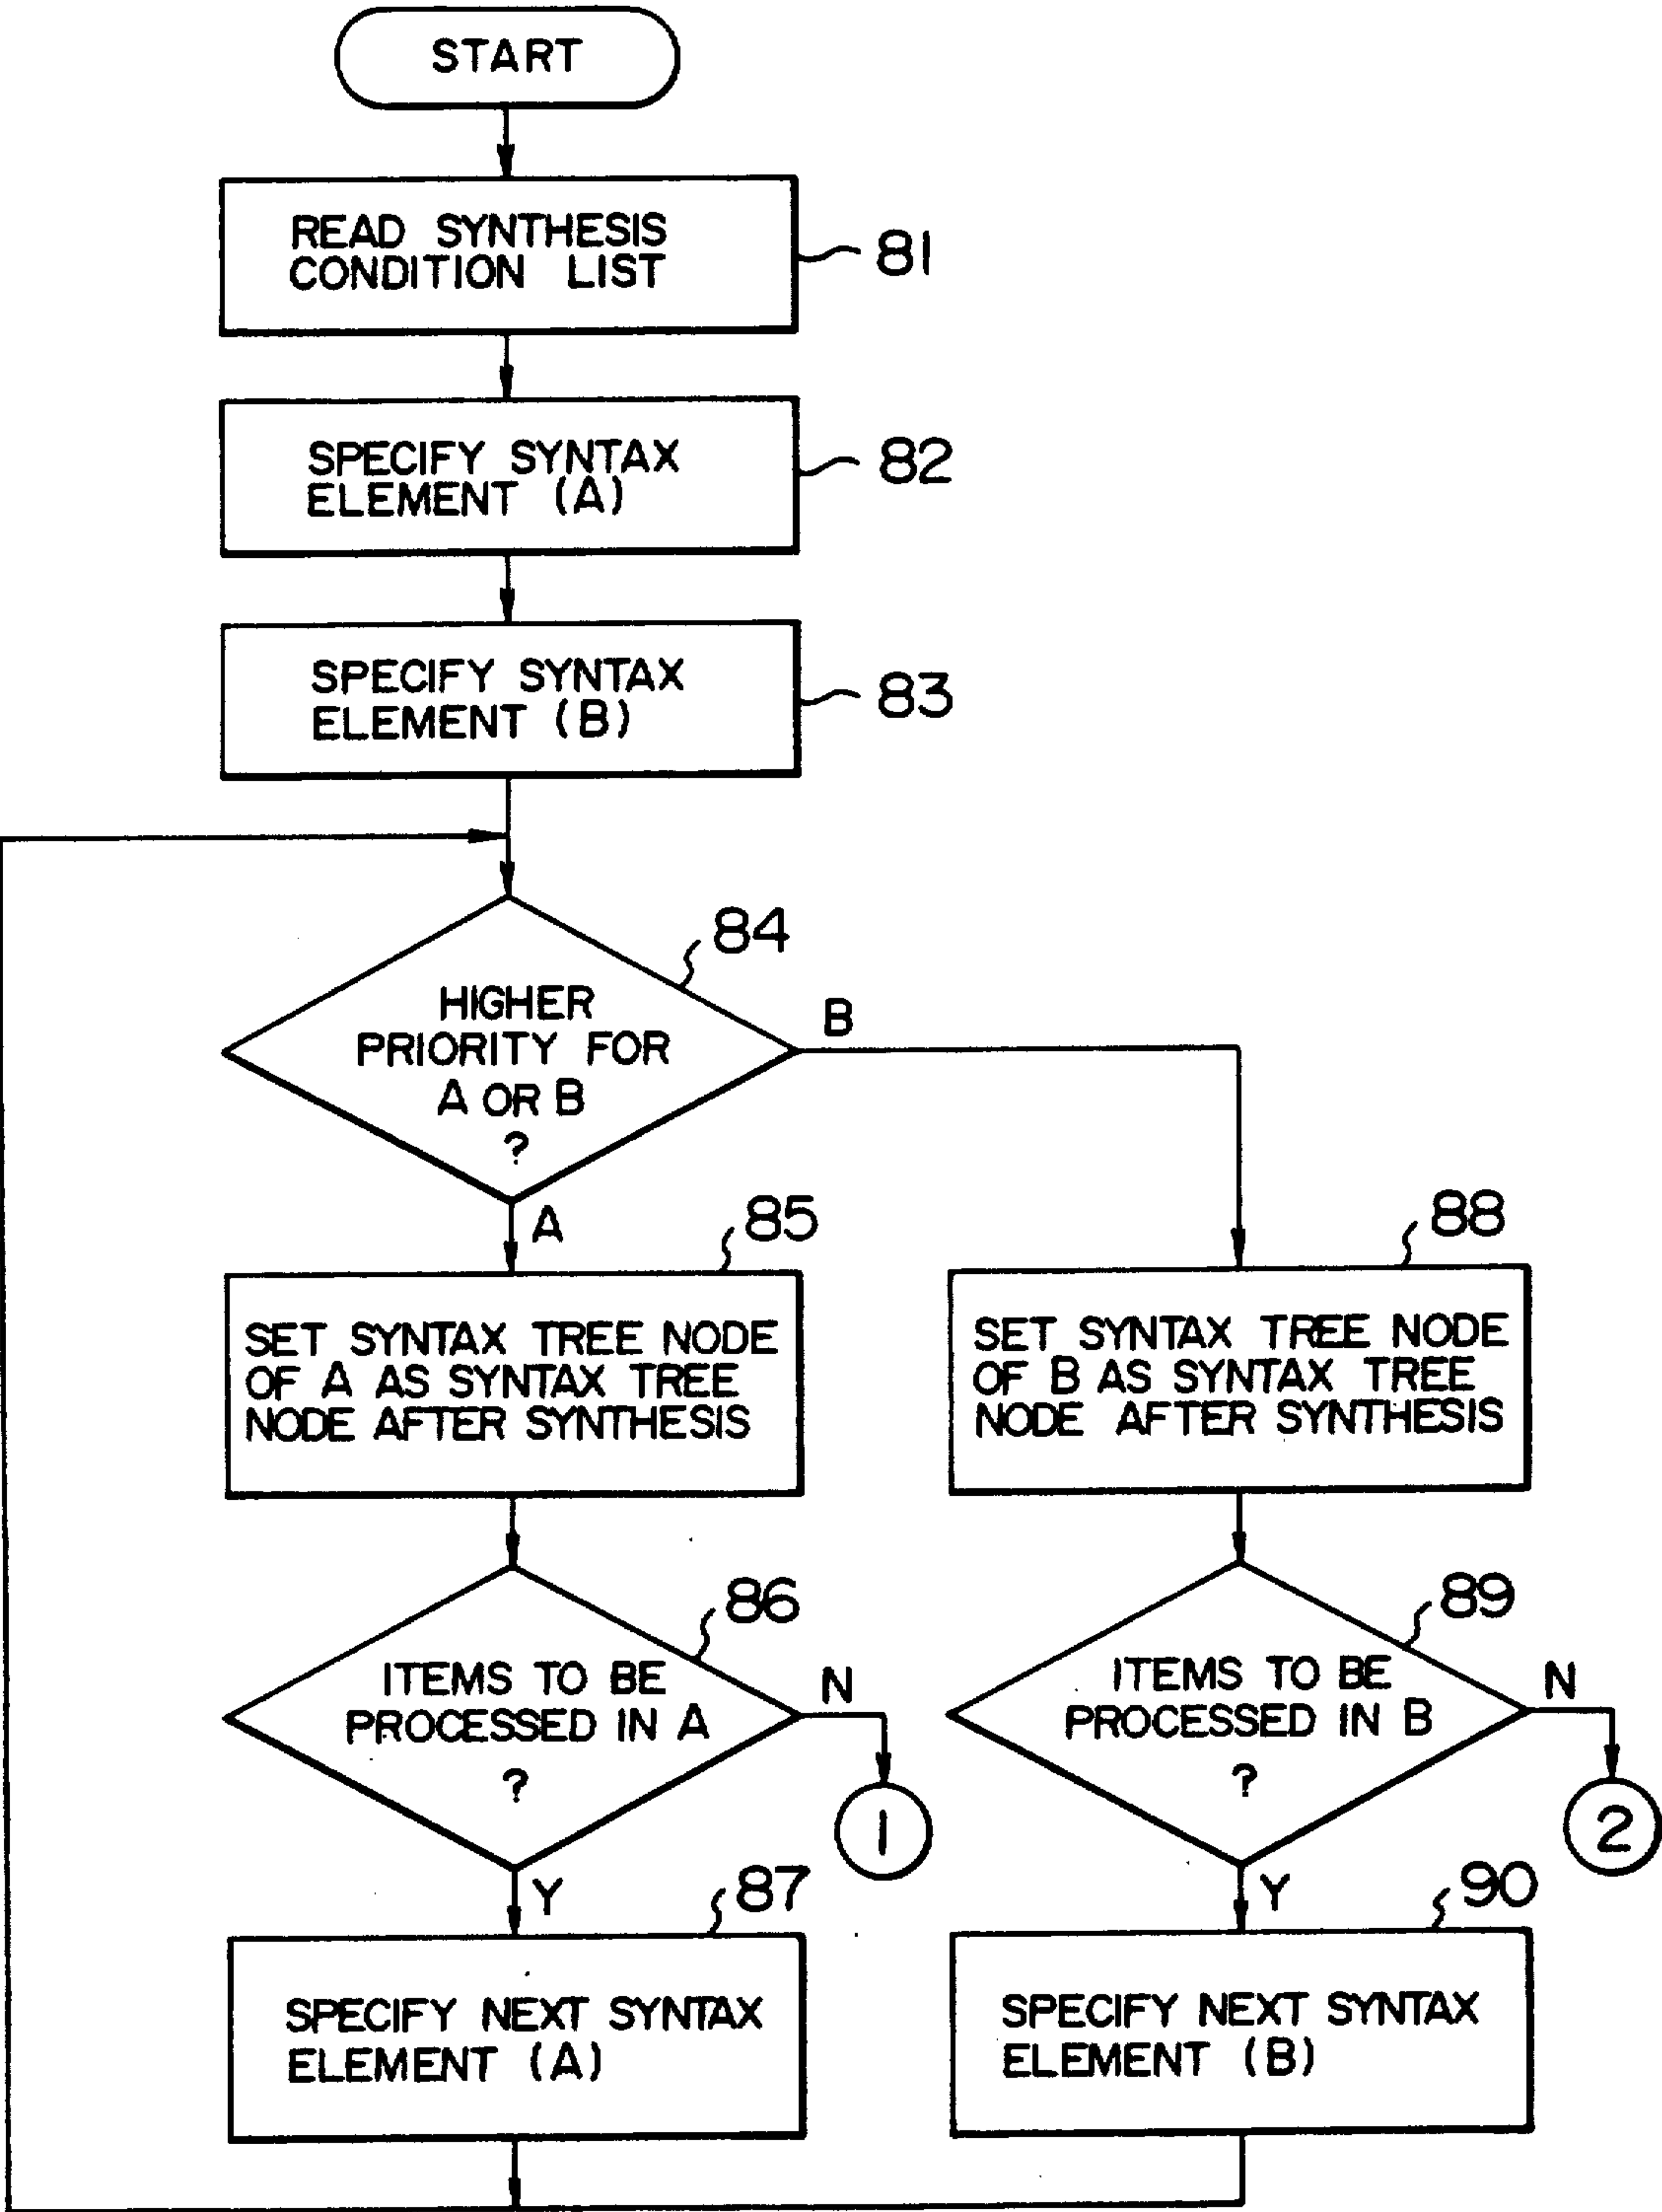 START
READ SYNTHESIS
CONDITION LIST
81
SPECIFY SYNTAX
ELEMENT (A)
82
SPECIFY SYNTAX
ELEMENT (B)
83
84
HIGHER
PRIORITY FOR
A OR B
?
B
A
85
SET SYNTAX TREE NODE
OF A AS SYNTAX TREE
NODE AFTER SYNTHESIS
88
SET SYNTAX TREE NODE
OF B AS SYNTAX TREE
NODE AFTER SYNTHESIS
86
ITEMS TO BE
PROCESSED IN A
?
N
1
Y
89
ITEMS TO BE
PROCESSED IN B
?
N
2
Y
87
SPECIFY NEXT SYNTAX
ELEMENT (A)
90
SPECIFY NEXT SYNTAX
ELEMENT (B)